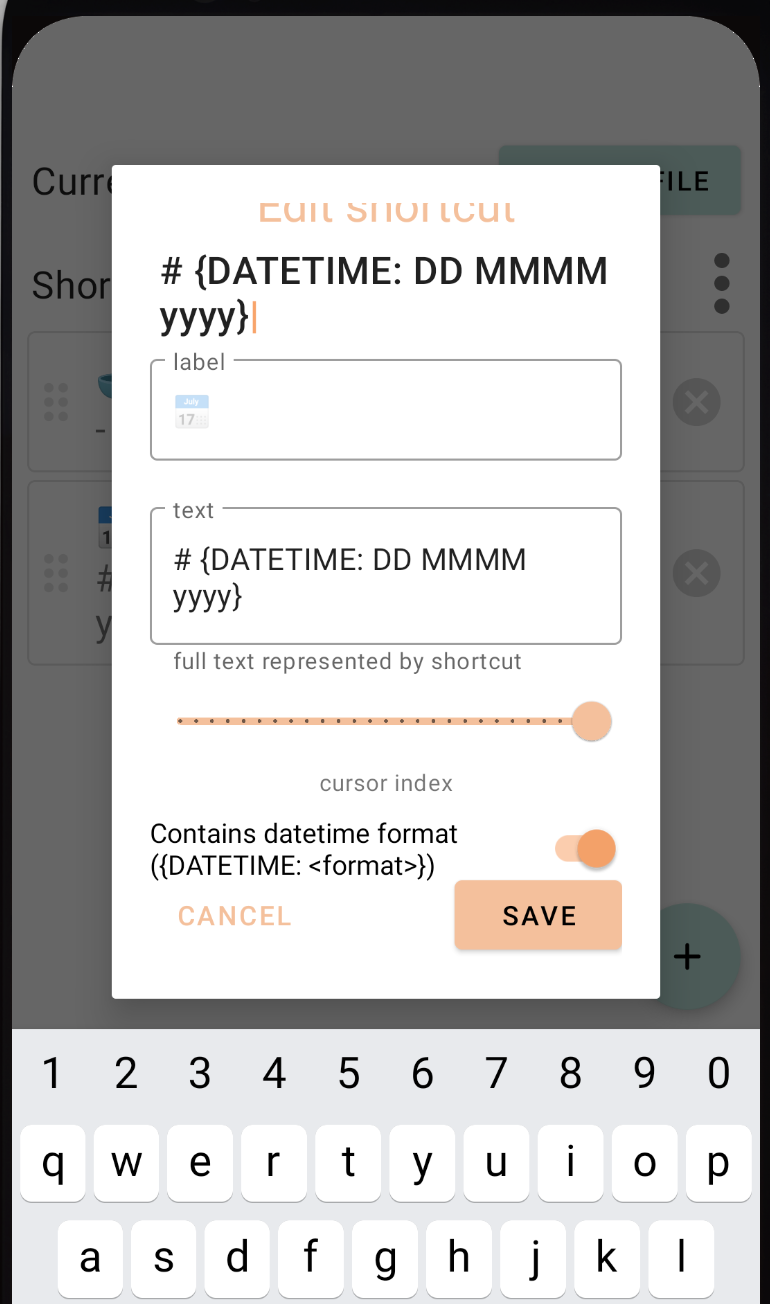 Curre
FILE
Edit shortcut
# {DATETIME: DD MMMM
yyyy}
Shor
label
July
17
-
text
# {DATETIME: DD MMMM
yyyy}
1
#
y
full text represented by shortcut
cursor index
Contains datetime format
({DATETIME: <format>})
CANCEL
SAVE
+
1 2 3 4 5 6 7 8 9 0
q w e r t y u i o p
a s d f g h j k l